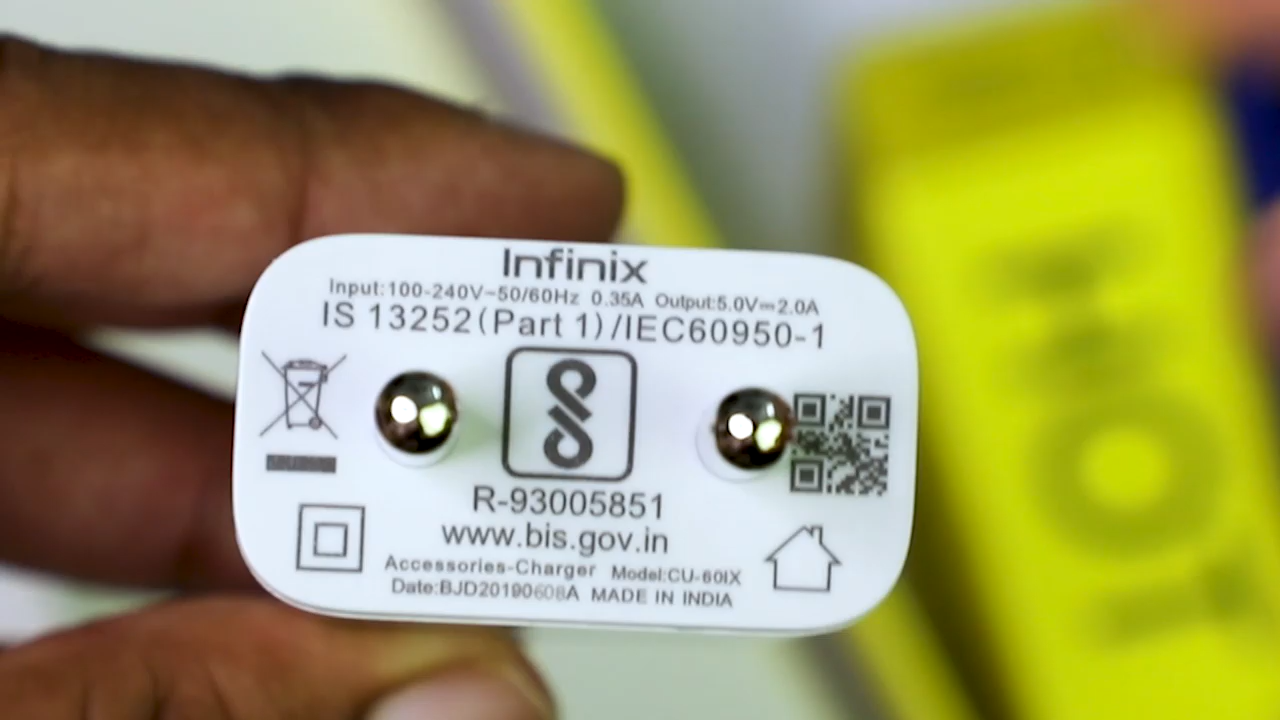 Infinix
Input:100-240V~50/60Hz 0.35A Output:5.0V⎓2.0A
IS 13252(Part 1)/IEC60950-1
R-93005851
www.bis.gov.in
Accessories-Charger Model:CU-60IX
Date:BJD20190608A MADE IN INDIA